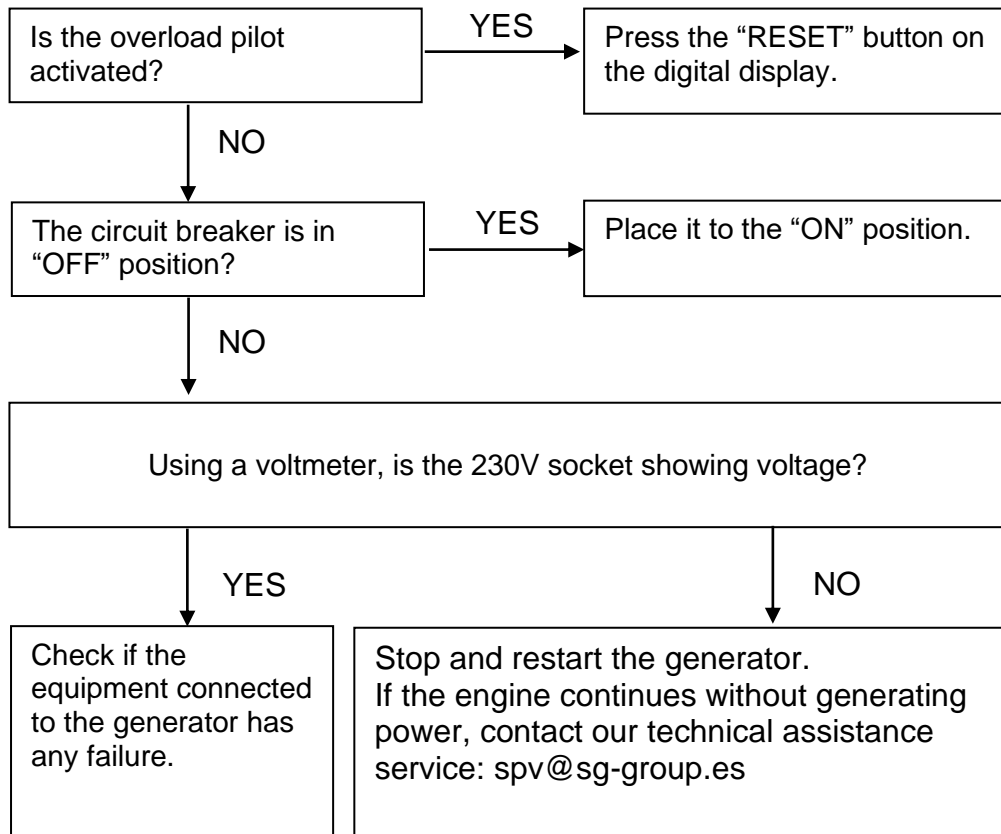 Is the overload pilot
activated?
YES
Press the “RESET” button on
the digital display.
NO
The circuit breaker is in
“OFF” position?
YES
Place it to the “ON” position.
NO
Using a voltmeter, is the 230V socket showing voltage?
YES
NO
Check if the
equipment connected
to the generator has
any failure.
Stop and restart the generator.
If the engine continues without generating
power, contact our technical assistance
service: spv@sg-group.es